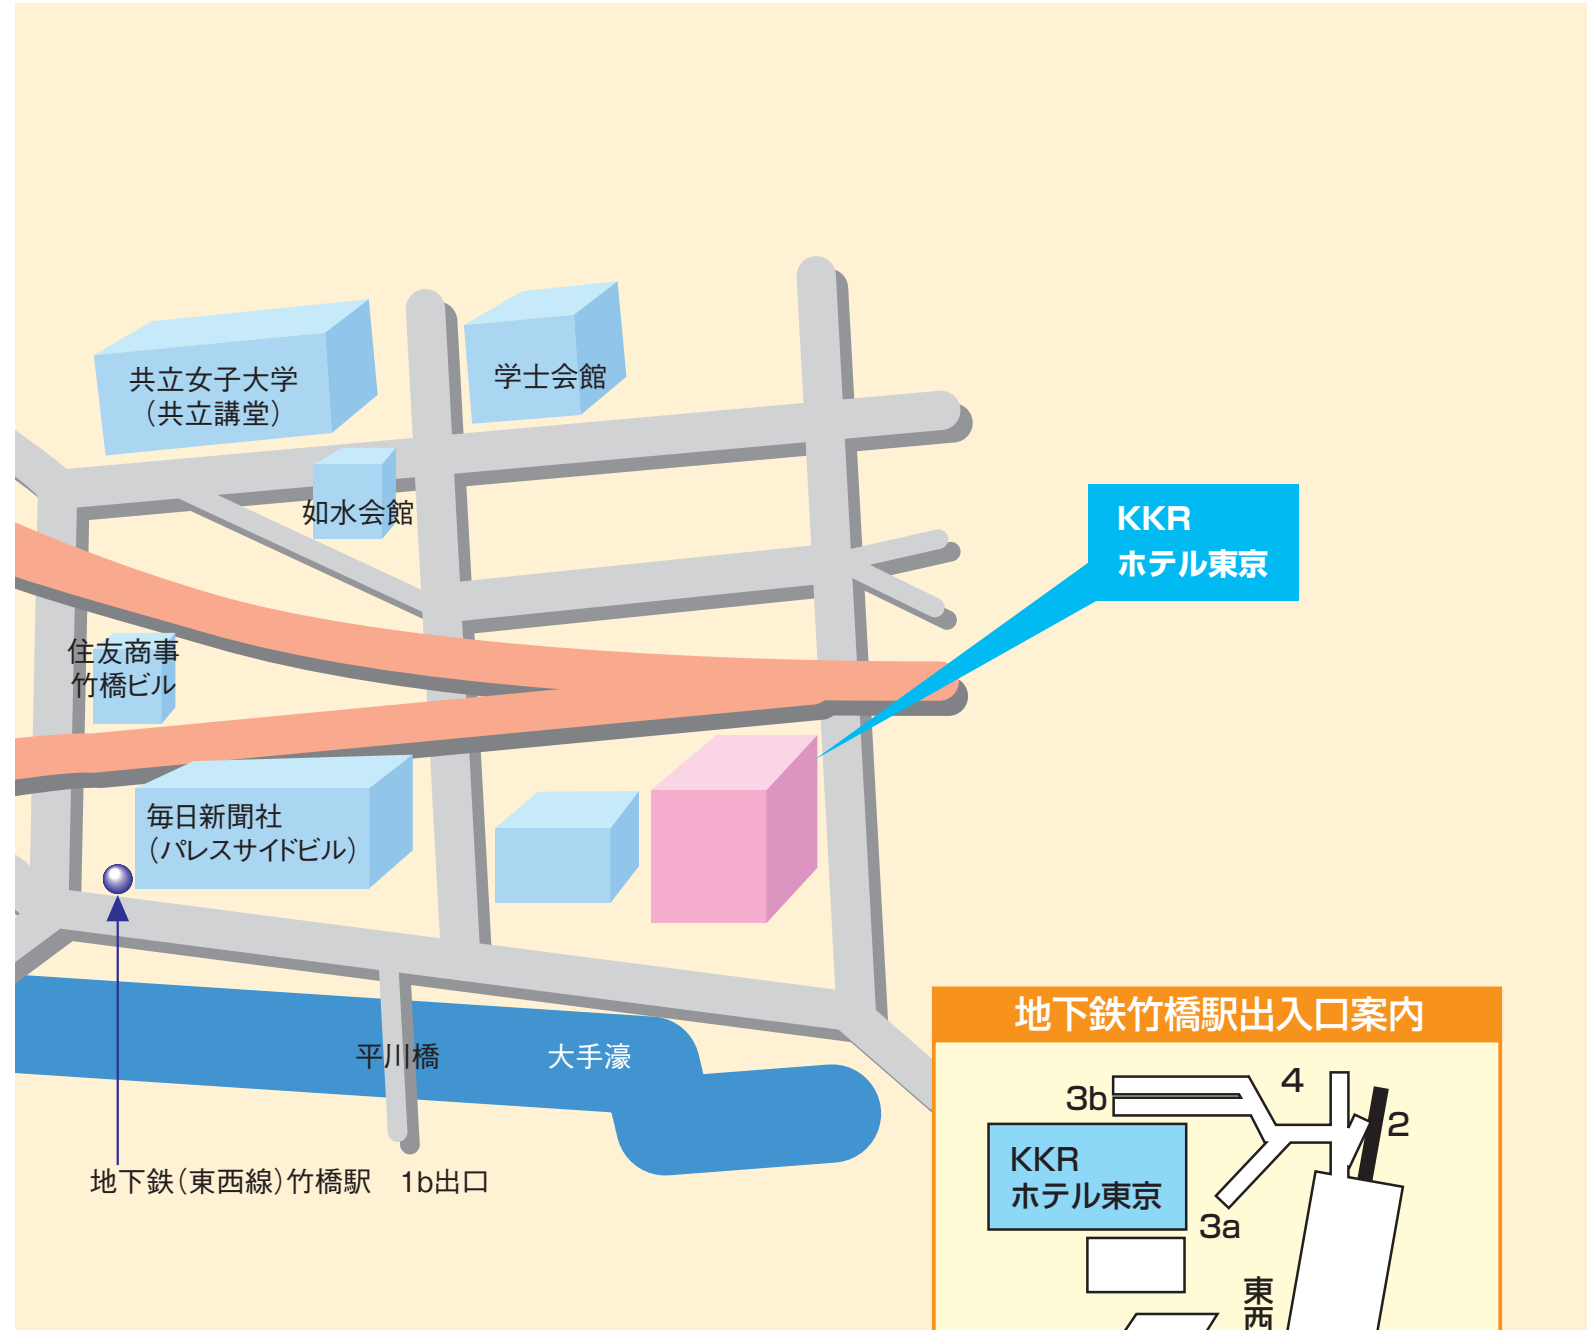 共立女子大学
（共立講堂）
学士会館
如水会館
KKR
ホテル東京
住友商事
竹橋ビル
毎日新聞社
（パレスサイドビル）
平川橋
大手濠
地下鉄（東西線）竹橋駅　1b出口
地下鉄竹橋駅出入口案内
4
3b
2
KKR
ホテル東京
3a
東西